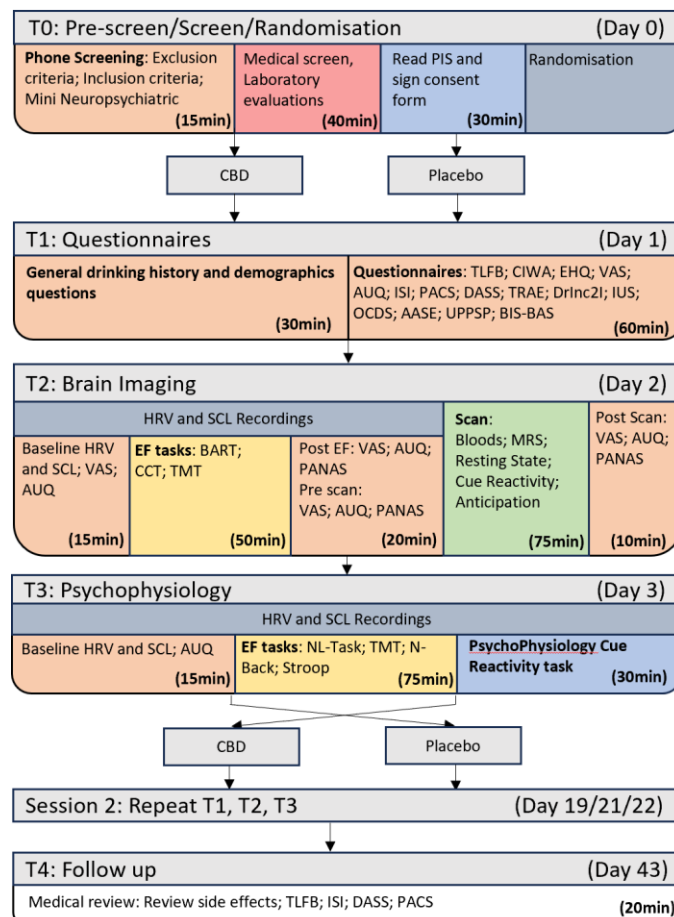 T0: Pre-screen/Screen/Randomisation (Day 0)
Phone Screening: Exclusion
criteria; Inclusion criteria;
Mini Neuropsychiatric
(15min)
Medical screen,
Laboratory
evaluations
(40min)
Read PIS and
sign consent
form
(30min)
Randomisation
CBD
Placebo
T1: Questionnaires (Day 1)
General drinking history and demographics
questions
(30min)
Questionnaires: TLFB; CIWA; EHQ; VAS;
AUQ; ISI; PACS; DASS; TRAE; DrInc2I; IUS;
OCDS; AASE; UPPSP; BIS-BAS
(60min)
T2: Brain Imaging (Day 2)
HRV and SCL Recordings
Baseline HRV
and SCL; VAS;
AUQ
(15min)
EF tasks: BART;
CCT; TMT
(50min)
Post EF: VAS; AUQ;
PANAS
Pre scan:
VAS; AUQ; PANAS
(20min)
Scan:
Bloods; MRS;
Resting State;
Cue Reactivity;
Anticipation
(75min)
Post Scan:
VAS; AUQ;
PANAS
(10min)
T3: Psychophysiology (Day 3)
HRV and SCL Recordings
Baseline HRV and SCL; AUQ
(15min)
EF tasks: NL-Task; TMT; N-
Back; Stroop
(75min)
PsychoPhysiology Cue
Reactivity task
(30min)
CBD
Placebo
Session 2: Repeat T1, T2, T3 (Day 19/21/22)
T4: Follow up (Day 43)
Medical review: Review side effects; TLFB; ISI; DASS; PACS
(20min)